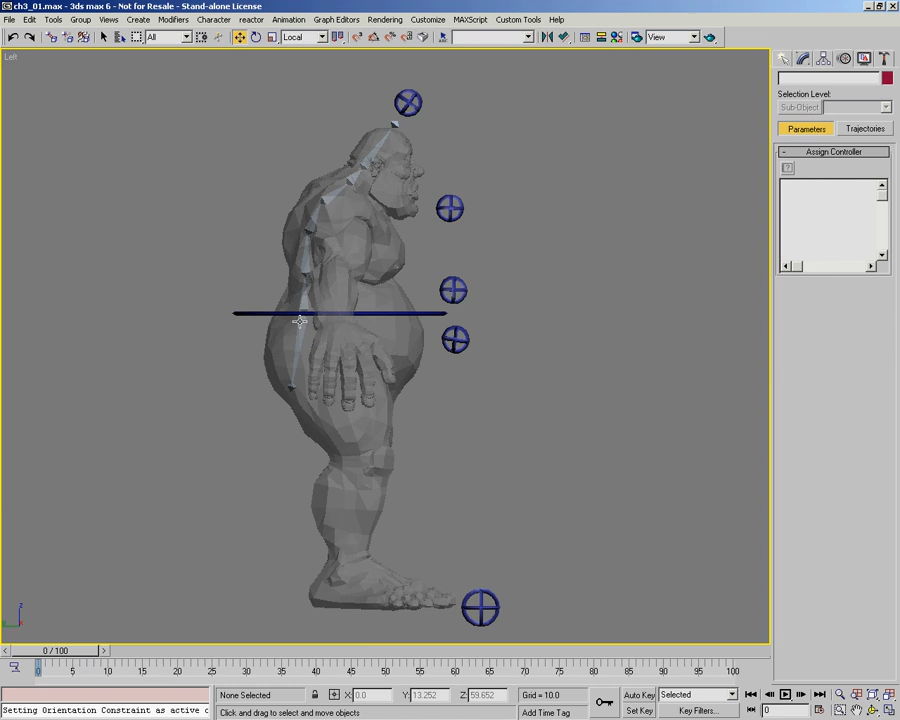 ch3_01.max - 3ds max 6 - Not for Resale - Stand-alone License
File Edit Tools Group Views Create Modifiers Character reactor Animation Graph Editors Rendering Customize MAXScript Custom Tools Help
All Local View
Left
Selection Level:
Sub-Object
Parameters Trajectories
- Assign Controller
?
z
0 / 100
0 5 10 15 20 25 30 35 40 45 50 55 60 65 70 75 80 85 90 95 100
None Selected X: 0.0 Y: 13.252 Z: 59.652 Grid = 10.0 Auto Key Selected
Setting Orientation Constraint as active c Click and drag to select and move objects Add Time Tag Set Key Key Filters... 0